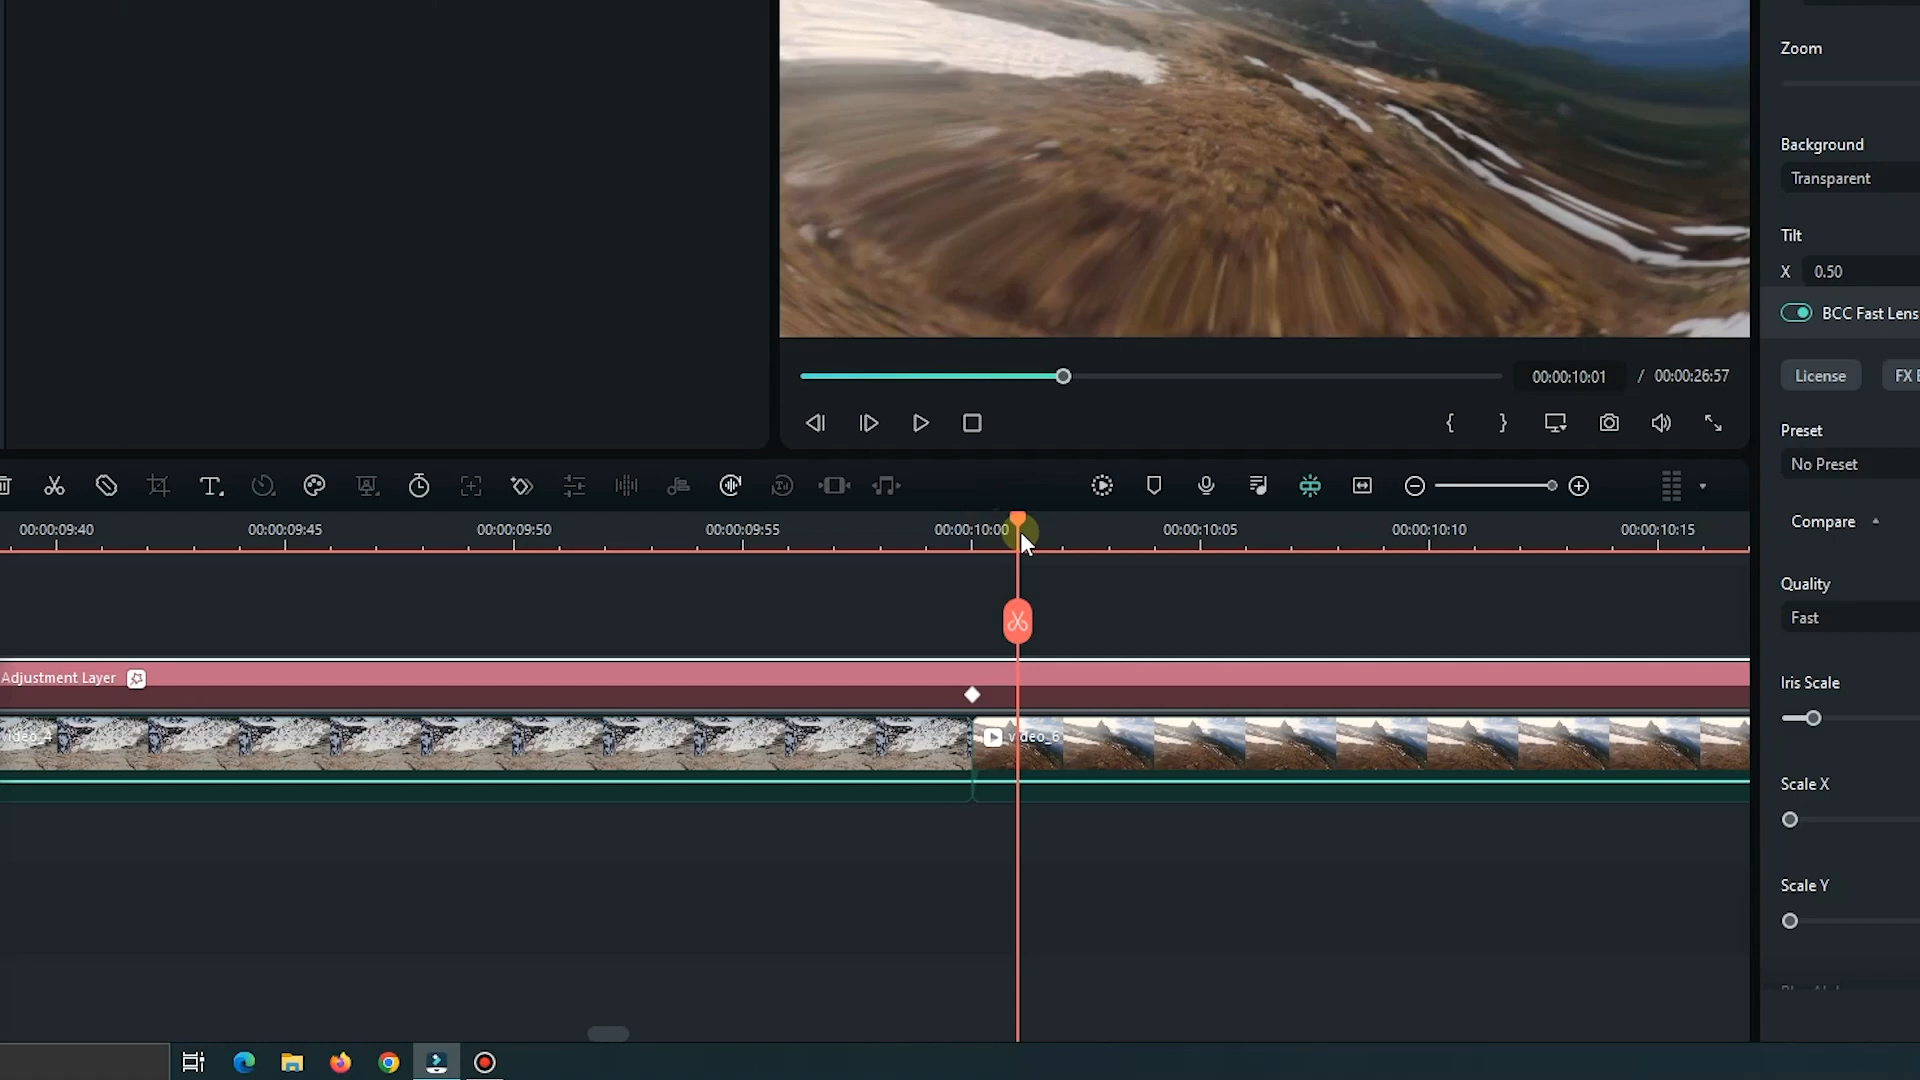 Zoom
Background
Transparent
Tilt
X 0.50
BCC Fast Lens
License
FX
Preset
No Preset
Compare
Quality
Fast
Iris Scale
Scale X
Scale Y
00:00:10:01 / 00:00:26:57
00:00:09:40 00:00:09:45 00:00:09:50 00:00:09:55 00:00:10:00 00:00:10:05 00:00:10:10 00:00:10:15
Adjustment Layer
video_4
video_6